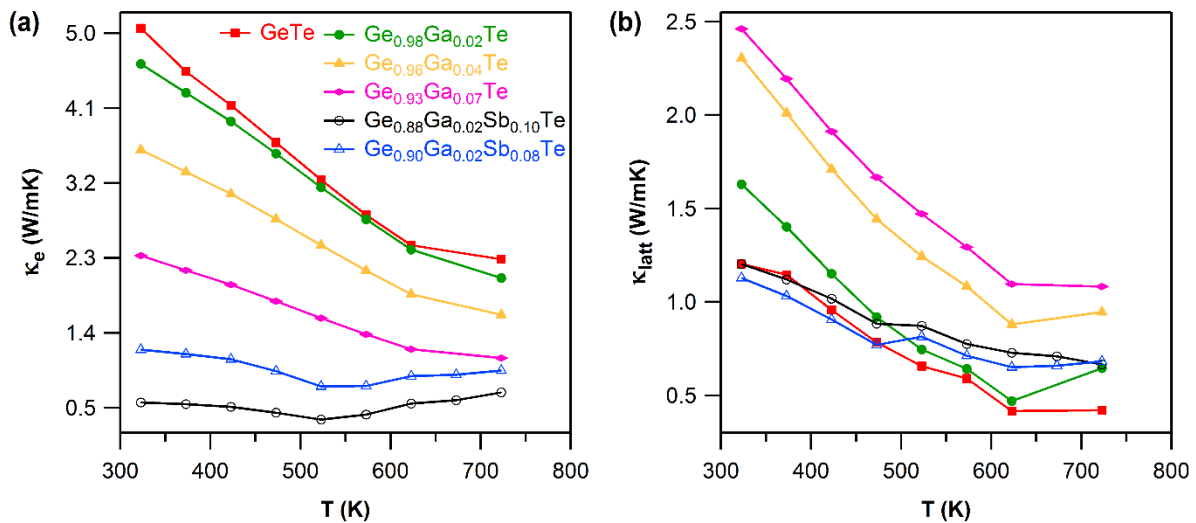 (a)
κe (W/mK)
5.0
4.1
3.2
2.3
1.4
0.5
GeTe
Ge0.98Ga0.02Te
Ge0.96Ga0.04Te
Ge0.93Ga0.07Te
Ge0.88Ga0.02Sb0.10Te
Ge0.90Ga0.02Sb0.08Te
300 400 500 600 700 800
T (K)
(b)
κlatt (W/mK)
2.5
2.0
1.5
1.0
0.5
300 400 500 600 700 800
T (K)